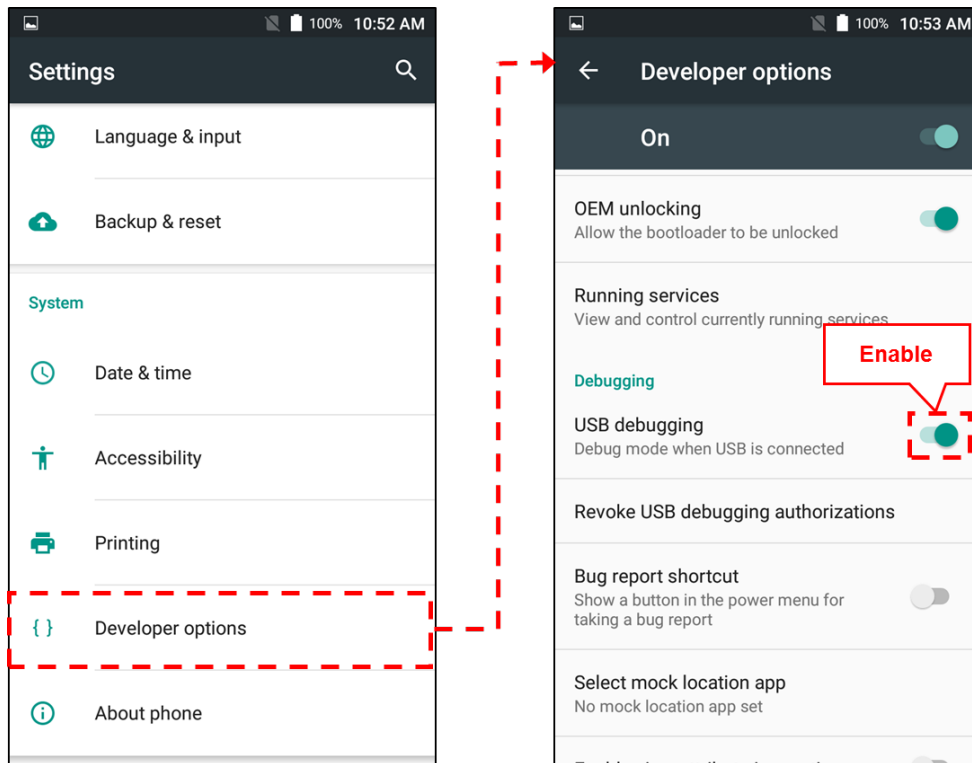 100% 10:52 AM
Settings
Language & input
Backup & reset
System
Date & time
Accessibility
Printing
{ } Developer options
About phone
100% 10:53 AM
Developer options
On
OEM unlocking
Allow the bootloader to be unlocked
Running services
View and control currently running services
Enable
Debugging
USB debugging
Debug mode when USB is connected
Revoke USB debugging authorizations
Bug report shortcut
Show a button in the power menu for
taking a bug report
Select mock location app
No mock location app set